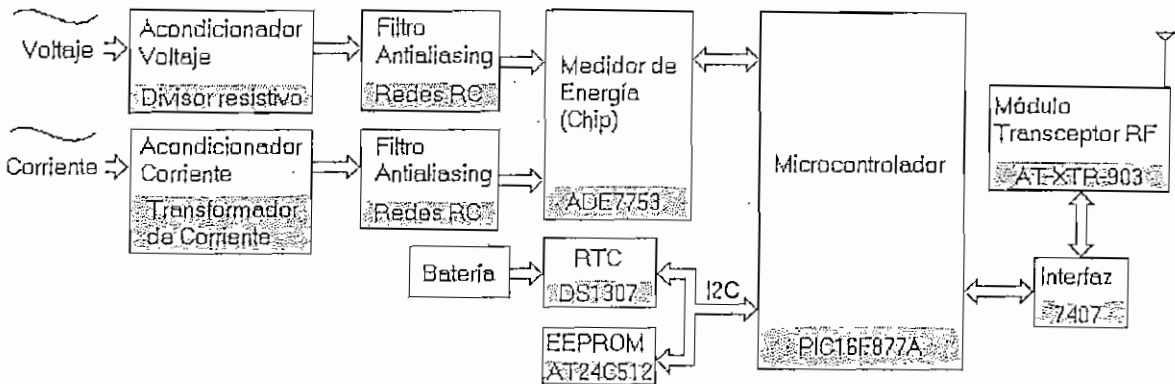 Voltaje
Acondicionador
Voltaje
Divisor resistivo
Filtro
Antialiasing
Redes RC
Corriente
Acondicionador
Corriente
Transformador
de Corriente
Filtro
Antialiasing
Redes RC
Medidor de
Energía
(Chip)
ADE7753
Batería
RTC
DS1307
EEPROM
AT24C512
I2C
Microcontrolador
PIC16F877A
Módulo
Transceptor RF
AT-XTR-903
Interfaz
7407